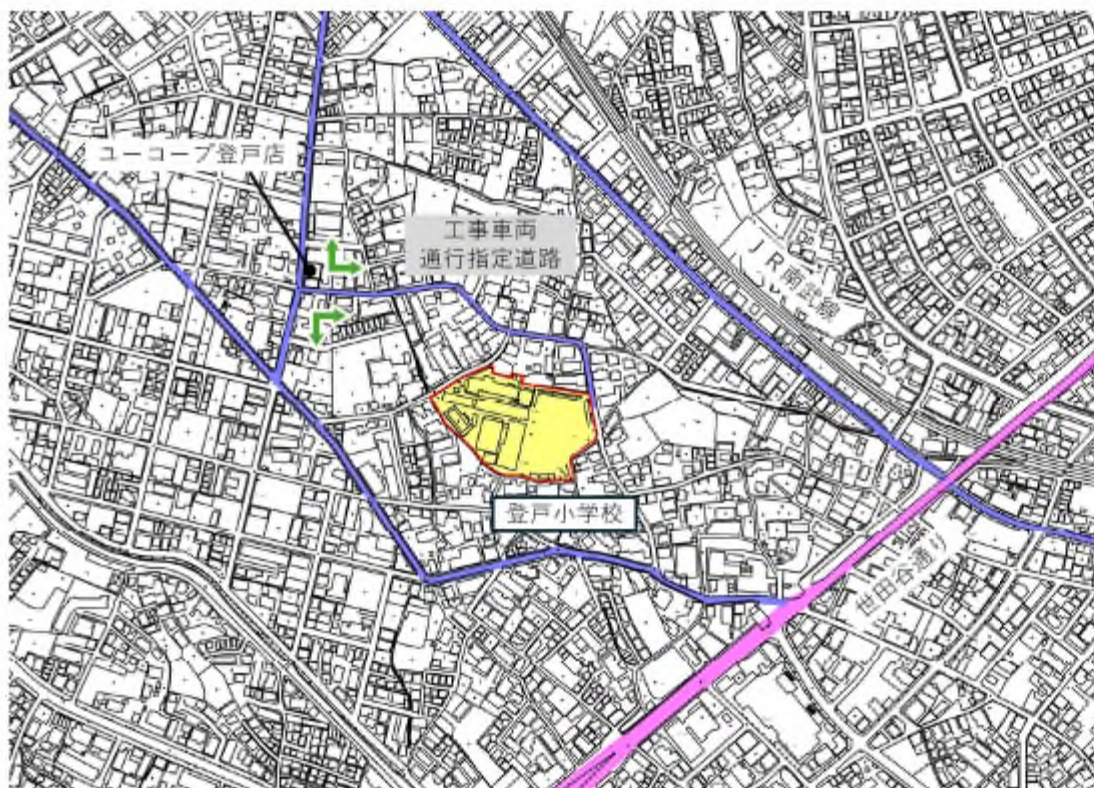 ユーコープ登戸店
工事車両
通行指定道路
JR南武線
登戸小学校
世田谷通り